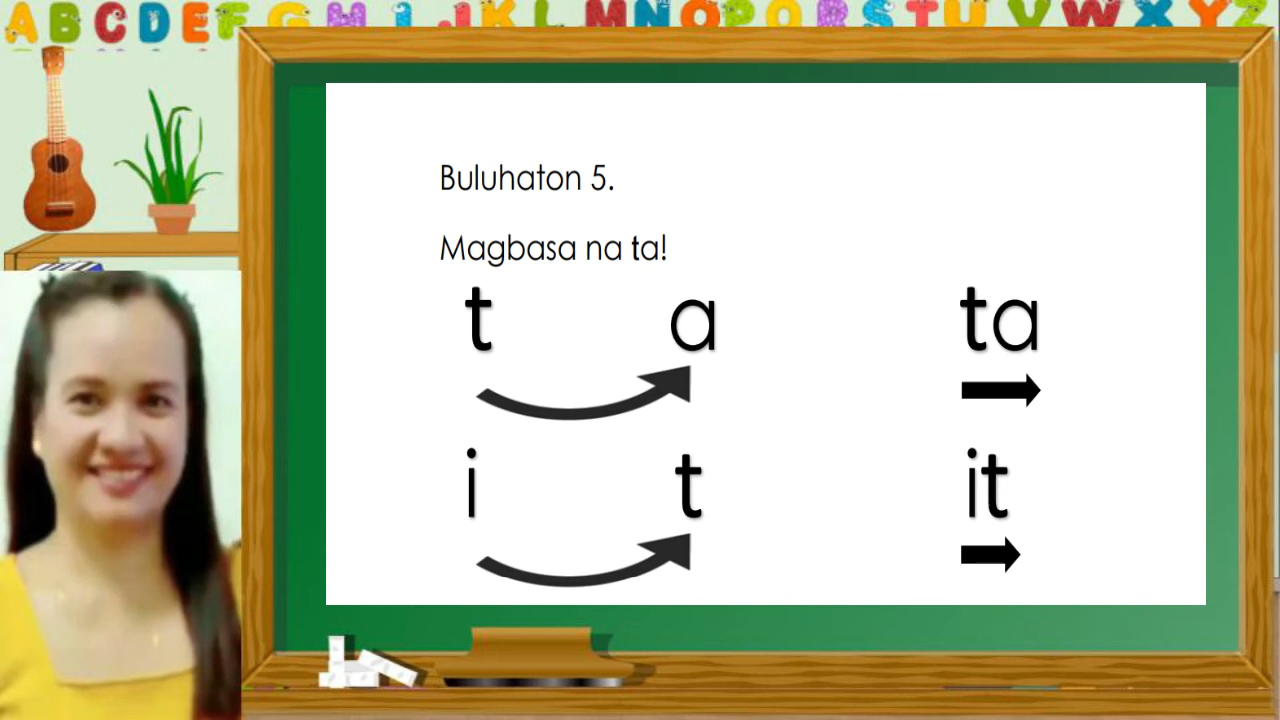 A B C D E F G H I J K L M N O P Q R S T U V W X Y Z
Buluhaton 5.
Magbasa na ta!
t a ta
i t it